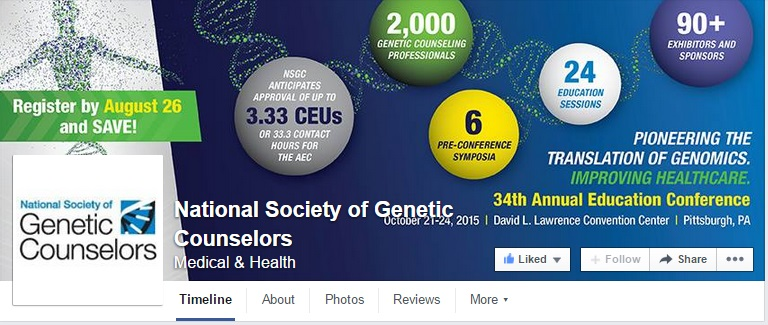 2,000
GENETIC COUNSELING
PROFESSIONALS
90+
EXHIBITORS AND
SPONSORS
NSGC
ANTICIPATES
APPROVAL OF UP TO
3.33 CEUs
OR 33.3 CONTACT
HOURS FOR
THE AEC
24
EDUCATION
SESSIONS
6
PRE-CONFERENCE
SYMPOSIA
Register by August 26
and SAVE!
PIONEERING THE
TRANSLATION OF GENOMICS.
IMPROVING HEALTHCARE.
34th Annual Education Conference
October 21-24, 2015 | David L. Lawrence Convention Center | Pittsburgh, PA
National Society of
Genetic
Counselors
National Society of Genetic
Counselors
Medical & Health
Liked
+ Follow
Share
•••
Timeline About Photos Reviews More